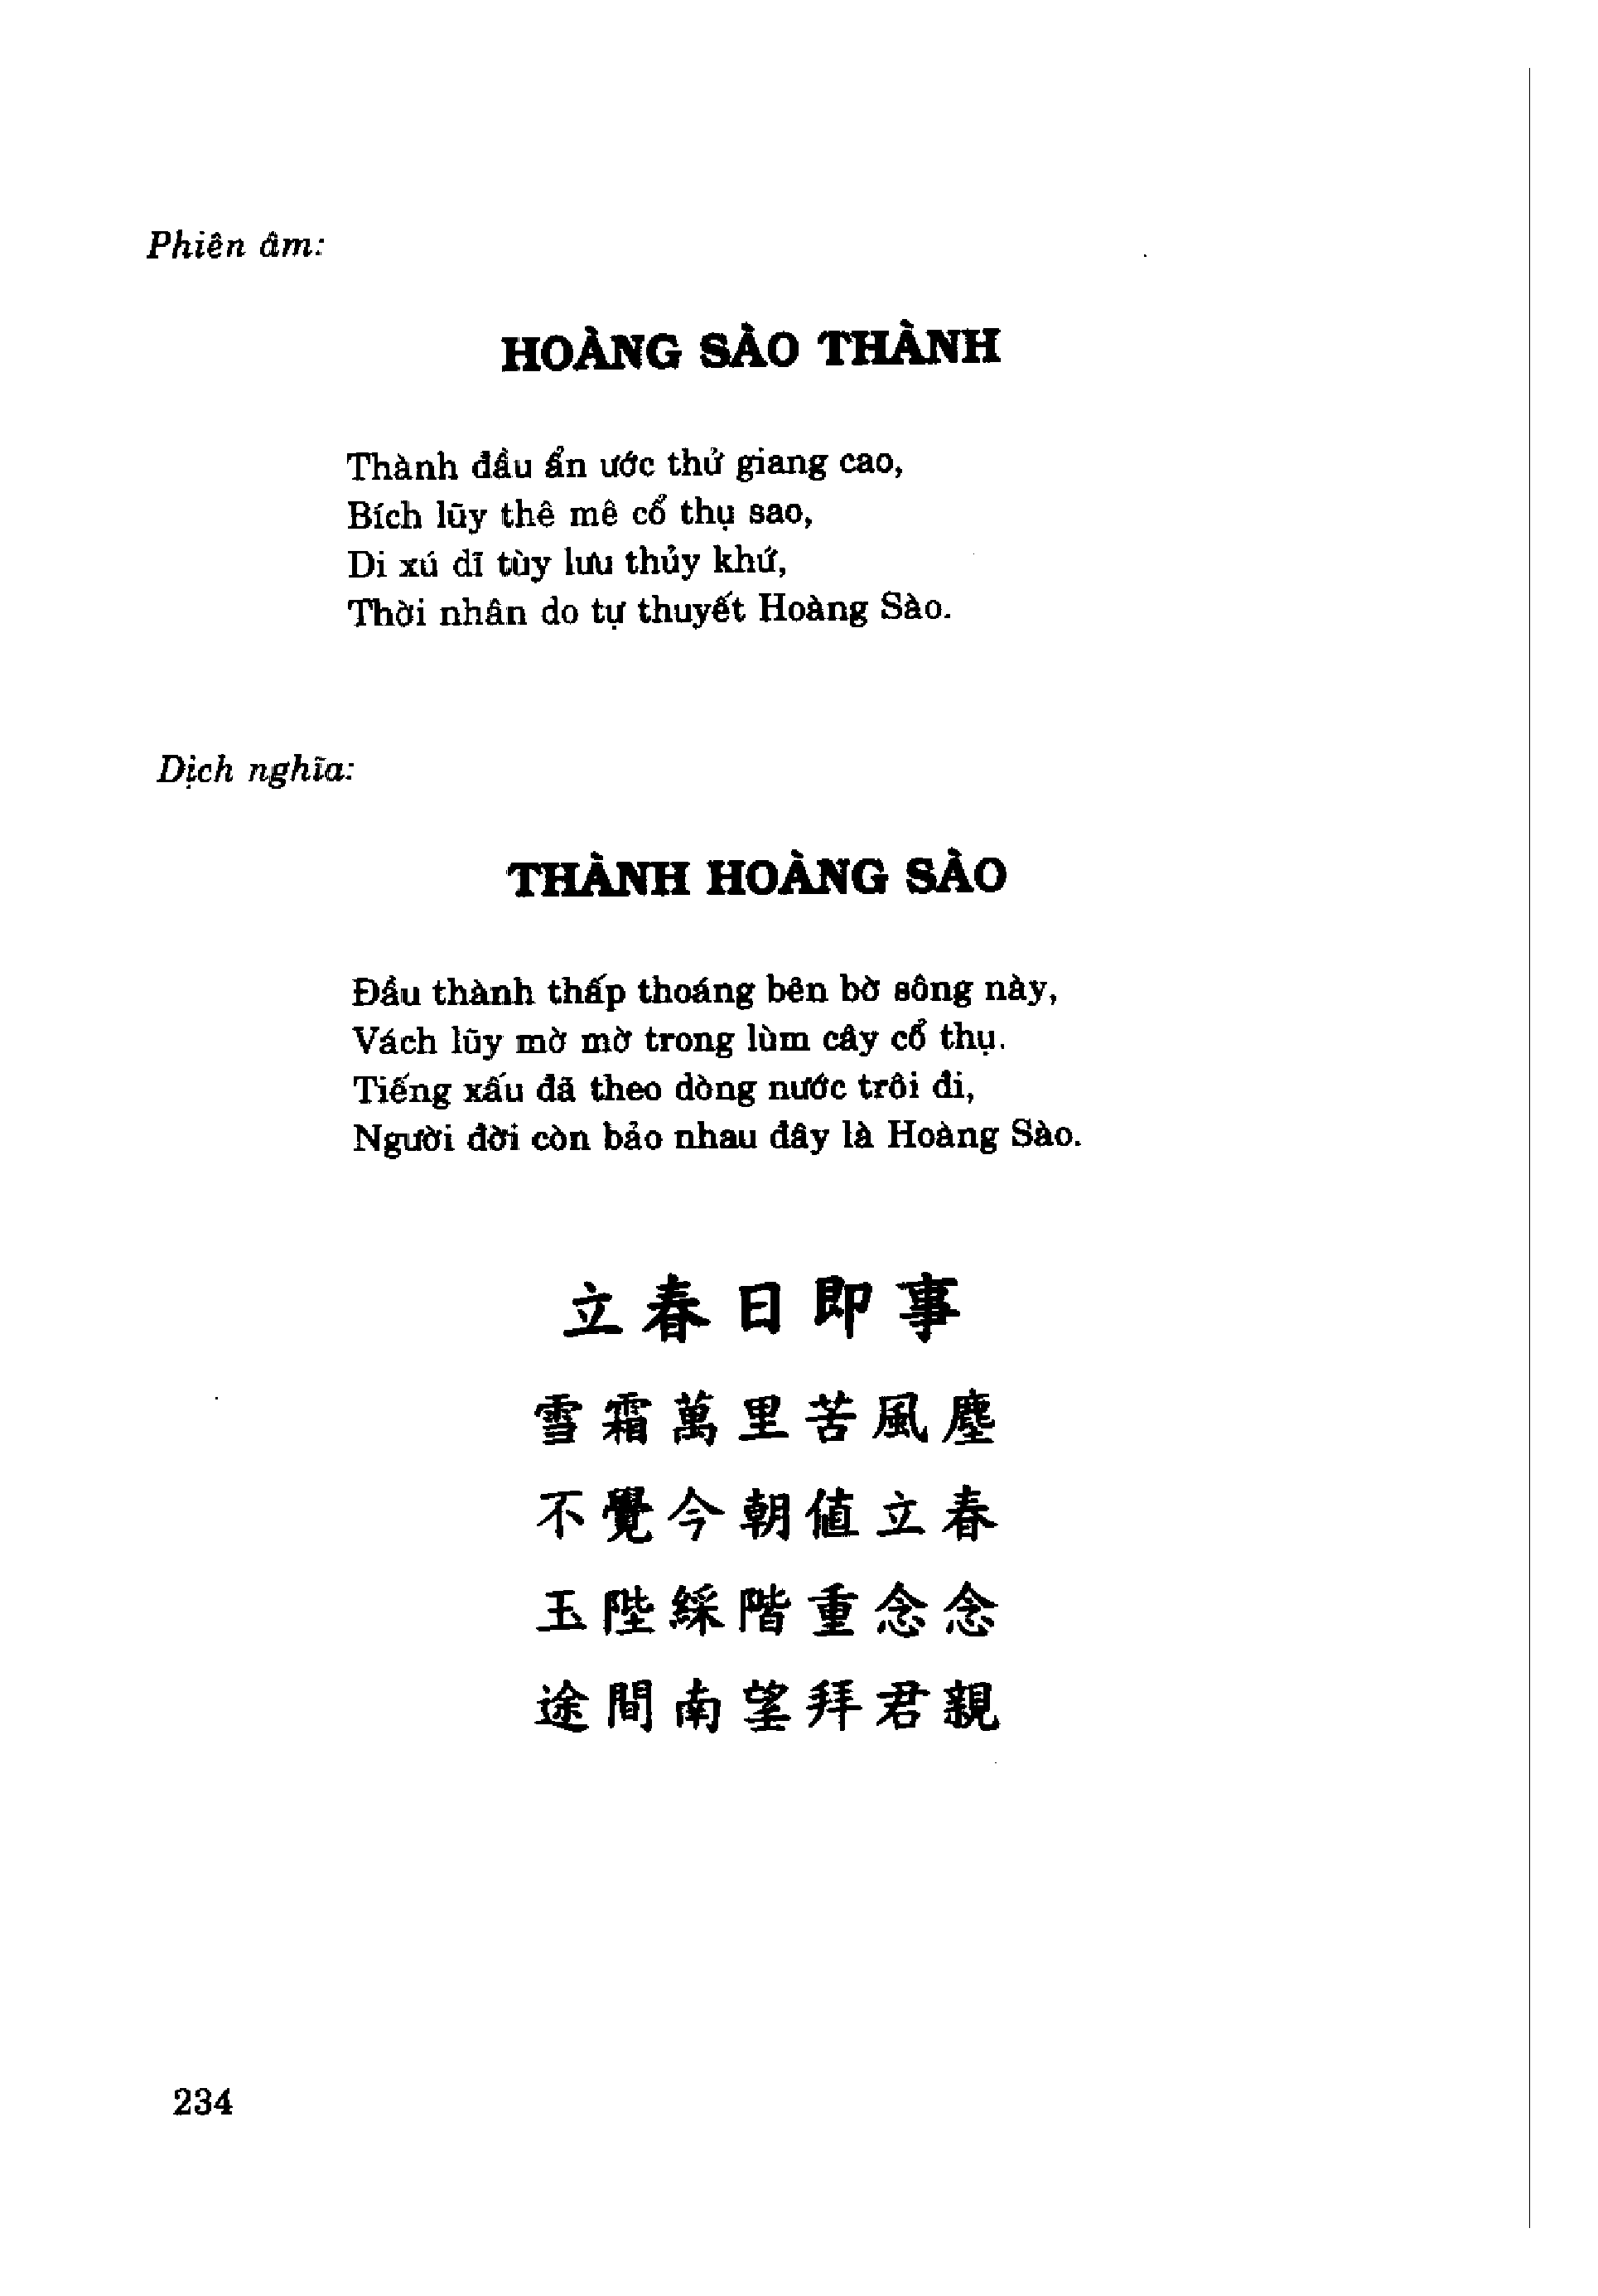 Phiên âm:
HOÀNG SÀO THÀNH
Thành đầu ẩn ước thử giang cao,
Bích lũy thê mê cổ thụ sao,
Di xú dĩ tùy lưu thủy khứ,
Thời nhân do tự thuyết Hoàng Sào.
Dịch nghĩa:
THÀNH HOÀNG SÀO
Đầu thành thấp thoáng bên bờ sông này,
Vách lũy mờ mờ trong lùm cây cổ thụ.
Tiếng xấu đã theo dòng nước trôi đi,
Người đời còn bảo nhau đây là Hoàng Sào.
立春日即事
雪霜萬里苦風塵
不覺今朝值立春
玉陛綵階重念念
途間南望拜君親
234